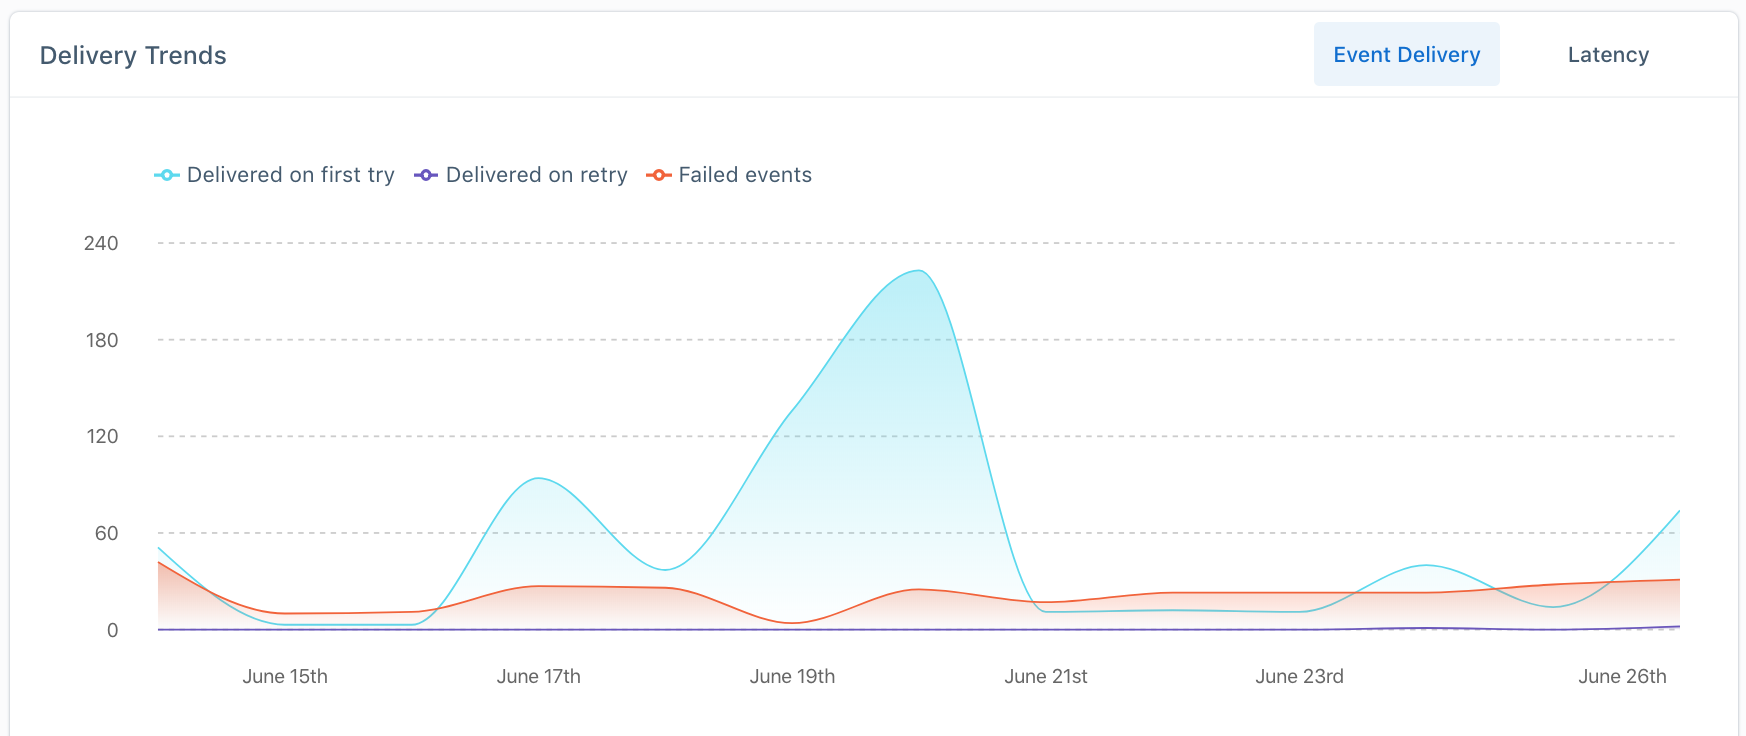 Delivery Trends
Event Delivery
Latency
Delivered on first try
Delivered on retry
Failed events
240
180
120
60
0
June 15th
June 17th
June 19th
June 21st
June 23rd
June 26th